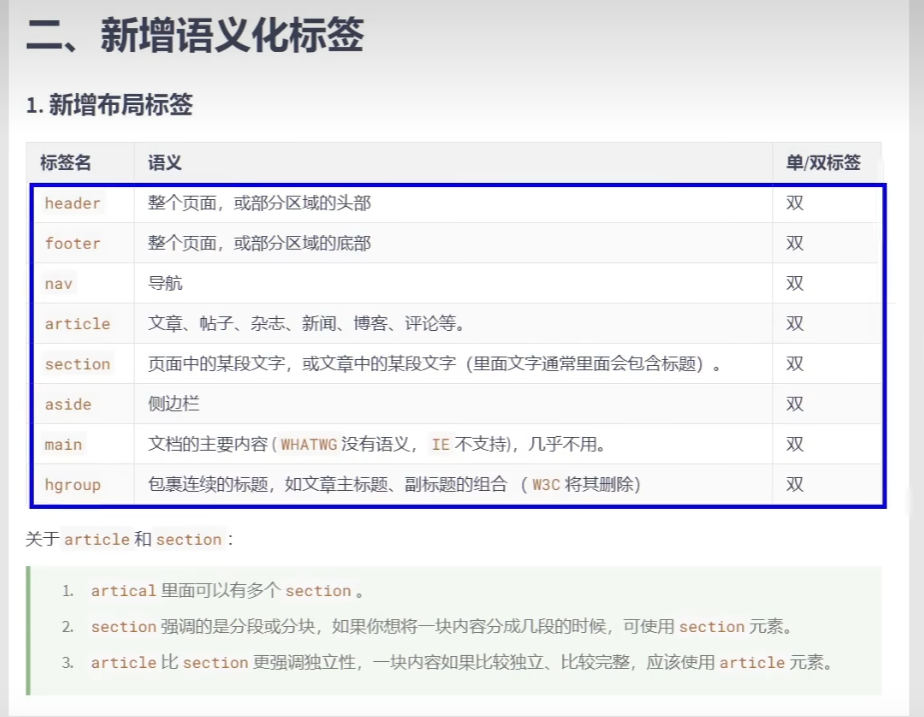 二、新增语义化标签
1. 新增布局标签
标签名 语义 单/双标签
header 整个页面，或部分区域的头部 双
footer 整个页面，或部分区域的底部 双
nav 导航 双
article 文章、帖子、杂志、新闻、博客、评论等。 双
section 页面中的某段文字，或文章中的某段文字（里面文字通常里面会包含标题）。 双
aside 侧边栏 双
main 文档的主要内容 ( WHATWG 没有语义， IE 不支持)，几乎不用。 双
hgroup 包裹连续的标题，如文章主标题、副标题的组合 （ W3C 将其删除） 双
关于 article 和 section ：
1. artical 里面可以有多个 section 。
2. section 强调的是分段或分块，如果你想将一块内容分成几段的时候，可使用 section 元素。
3. article 比 section 更强调独立性，一块内容如果比较独立、比较完整，应该使用 article 元素。